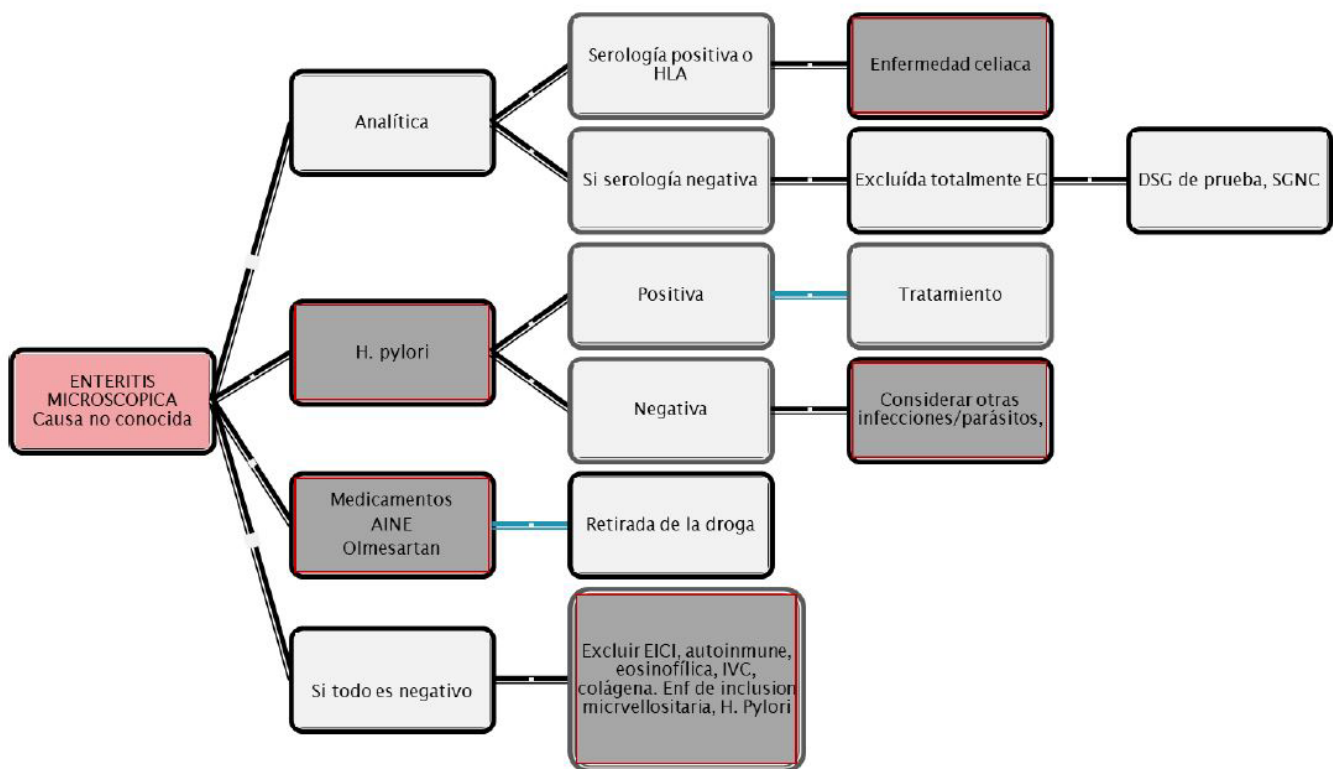 Serología positiva o
HLA
Enfermedad celiaca
Analítica
Si serología negativa
Excluída totalmente EC
DSG de prueba, SGNC
Positiva
Tratamiento
H. pylori
ENTERITIS
MICROSCOPICA
Causa no conocida
Negativa
Considerar otras
infecciones/parásitos,
Medicamentos
AINE
Olmesartan
Retirada de la droga
Si todo es negativo
Excluir EICI, autoinmune,
eosinofílica, IVC,
colágena. Enf de inclusion
micrvellositaria, H. Pylori